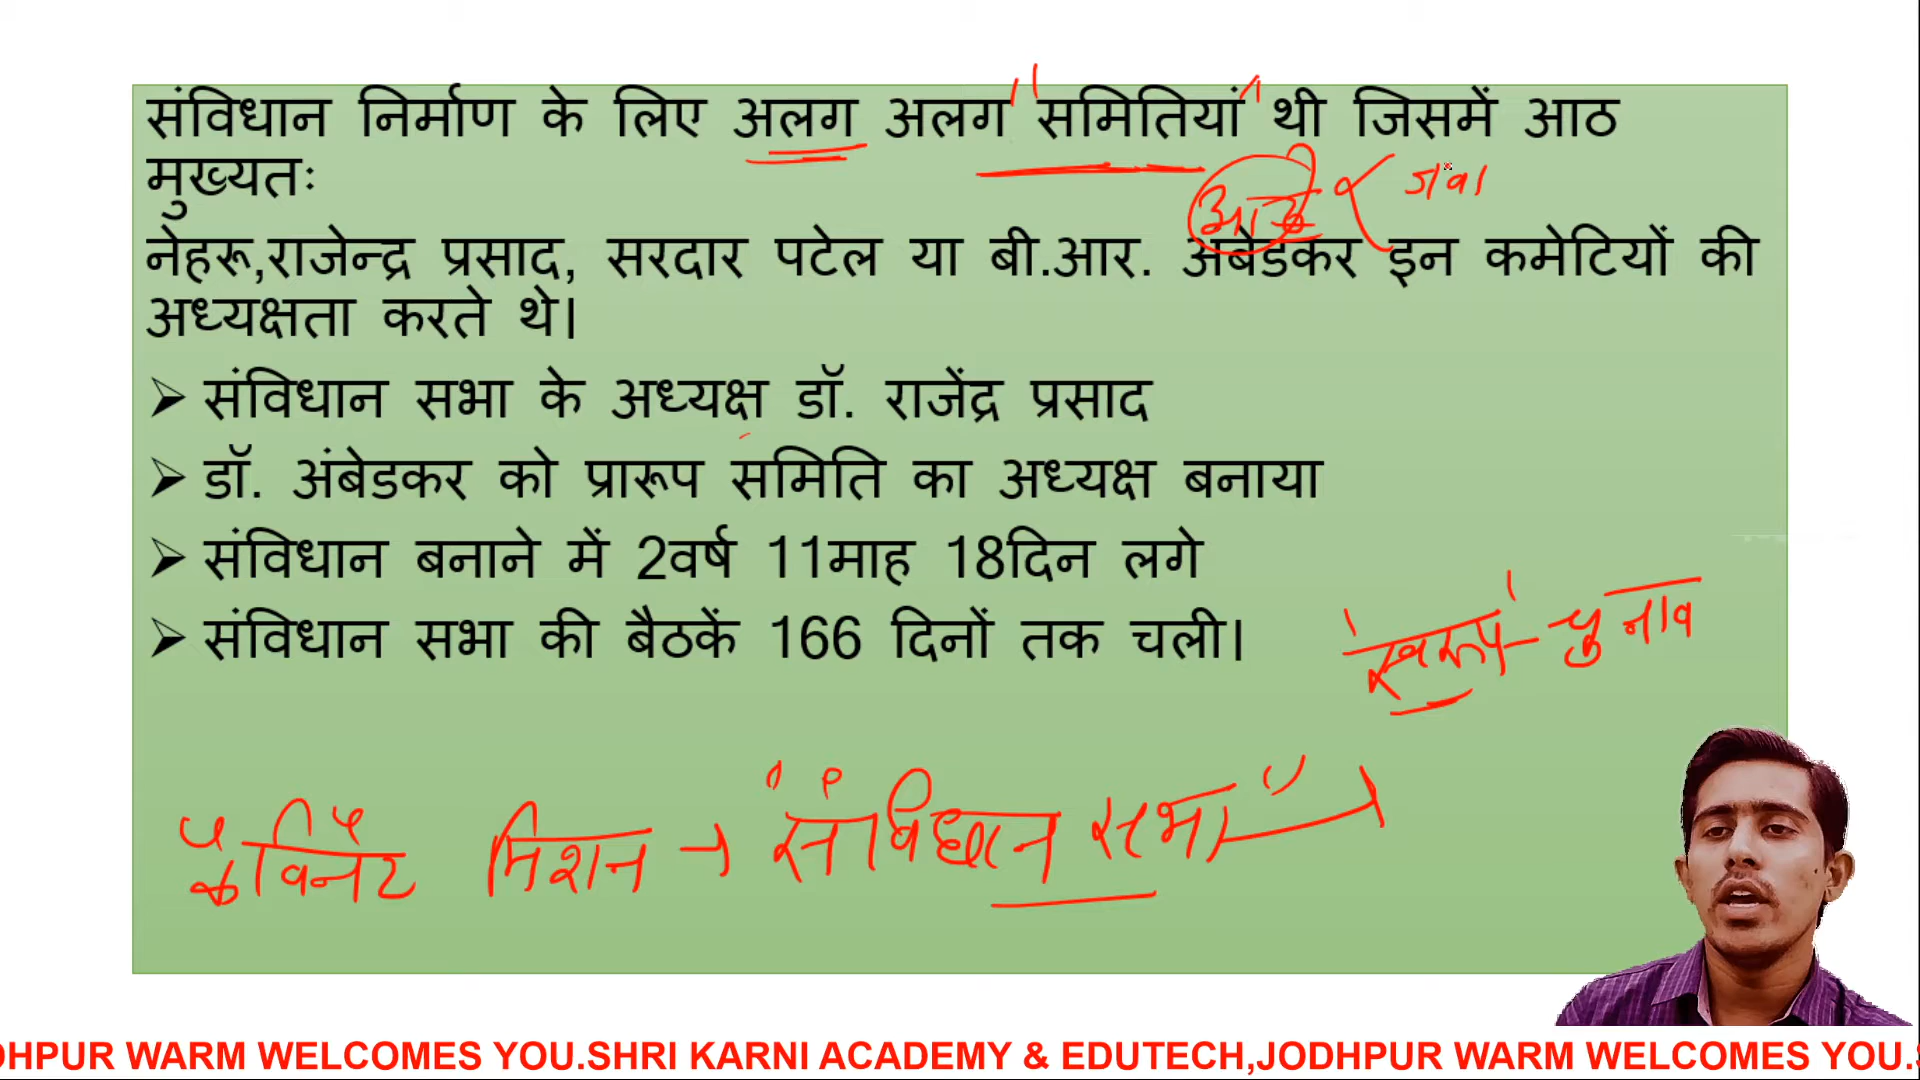 संविधान निर्माण के लिए अलग अलग समितियां थी जिसमें आठ
मुख्यतः
आठ
जवा
नेहरू,राजेन्द्र प्रसाद, सरदार पटेल या बी.आर. अंबेडकर इन कमेटियों की
अध्यक्षता करते थे।
➢ संविधान सभा के अध्यक्ष डॉ. राजेंद्र प्रसाद
➢ डॉ. अंबेडकर को प्रारूप समिति का अध्यक्ष बनाया
➢ संविधान बनाने में 2वर्ष 11माह 18दिन लगे
➢ संविधान सभा की बैठकें 166 दिनों तक चली।
स्वरूप - चुनाव
कैबिनेट मिशन → संविधान सभा
DHPUR WARM WELCOMES YOU.SHRI KARNI ACADEMY & EDUTECH,JODHPUR WARM WELCOMES YOU.S